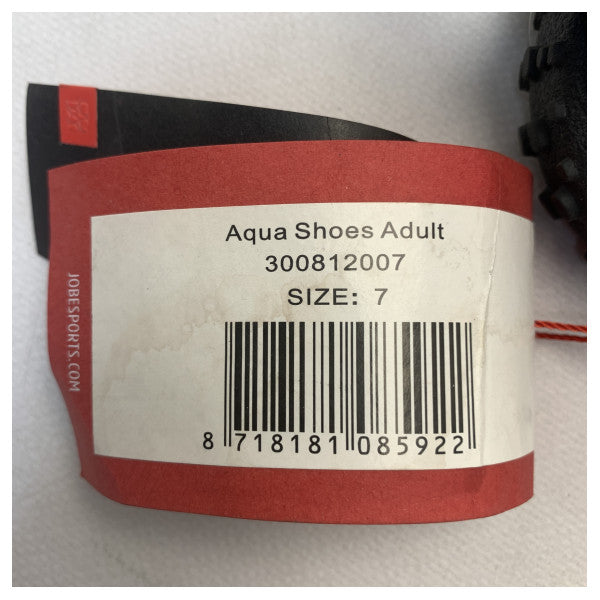 Aqua Shoes Adult
300812007
SIZE: 7
8 718181 085922
JOBESPORTS.COM